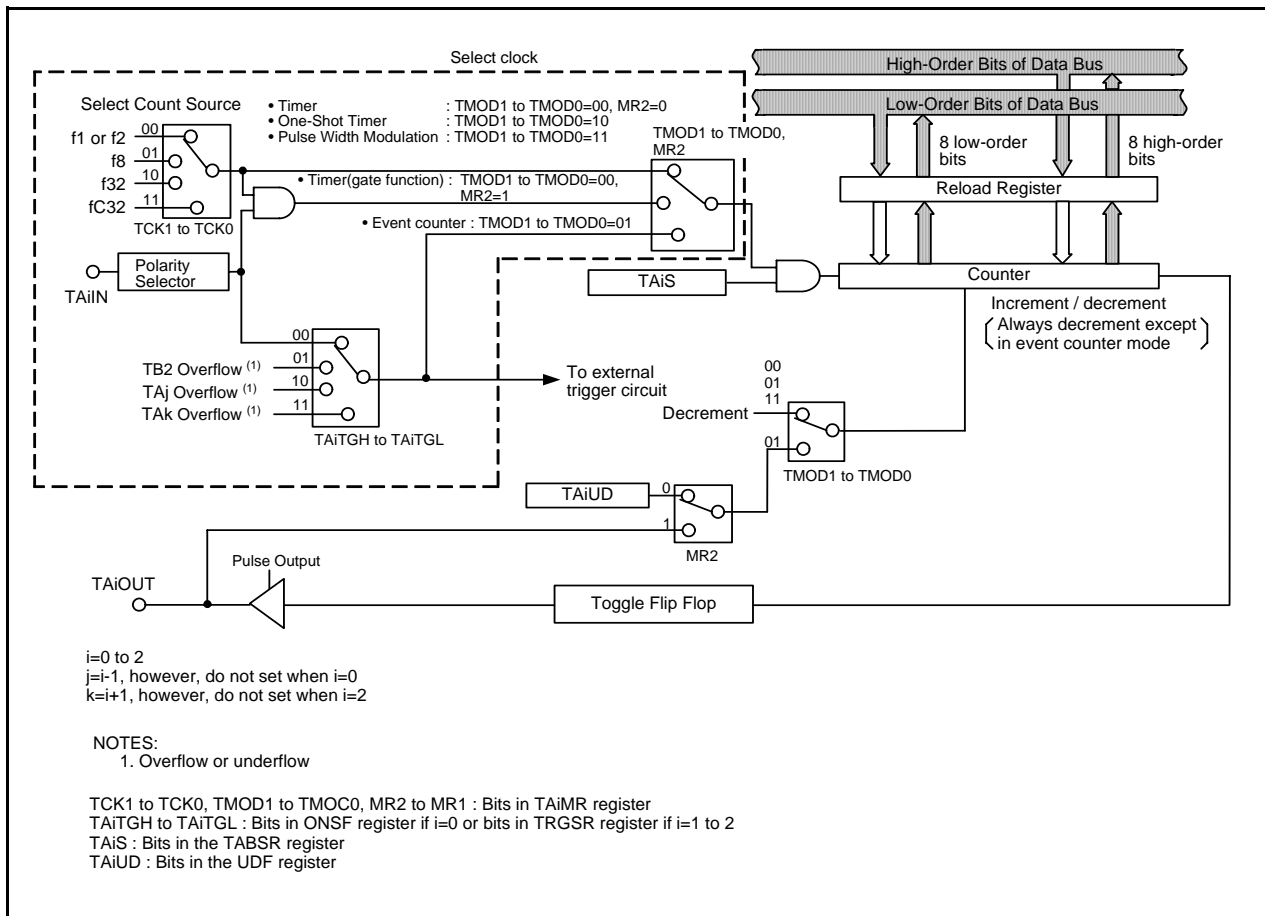 Select clock
High-Order Bits of Data Bus
Low-Order Bits of Data Bus
8 low-order
bits
8 high-order
bits
Select Count Source
• Timer : TMOD1 to TMOD0=00, MR2=0
• One-Shot Timer : TMOD1 to TMOD0=10
• Pulse Width Modulation : TMOD1 to TMOD0=11
TMOD1 to TMOD0,
MR2
f1 or f2 00
f8 01
f32 10
fC32 11
TCK1 to TCK0
• Timer(gate function) : TMOD1 to TMOD0=00,
MR2=1
• Event counter : TMOD1 to TMOD0=01
Reload Register
Polarity
Selector
TAiIN
TAiS
Counter
Increment / decrement
( Always decrement except
in event counter mode )
00
TB2 Overflow (1) 01
TAj Overflow (1) 10
TAk Overflow (1) 11
TAiTGH to TAiTGL
To external
trigger circuit
00
01
Decrement 11
01
TMOD1 to TMOD0
TAiUD 0
1
MR2
Pulse Output
TAiOUT
Toggle Flip Flop
i=0 to 2
j=i-1, however, do not set when i=0
k=i+1, however, do not set when i=2
NOTES:
1. Overflow or underflow
TCK1 to TCK0, TMOD1 to TMOC0, MR2 to MR1 : Bits in TAiMR register
TAiTGH to TAiTGL : Bits in ONSF register if i=0 or bits in TRGSR register if i=1 to 2
TAiS : Bits in the TABSR register
TAiUD : Bits in the UDF register